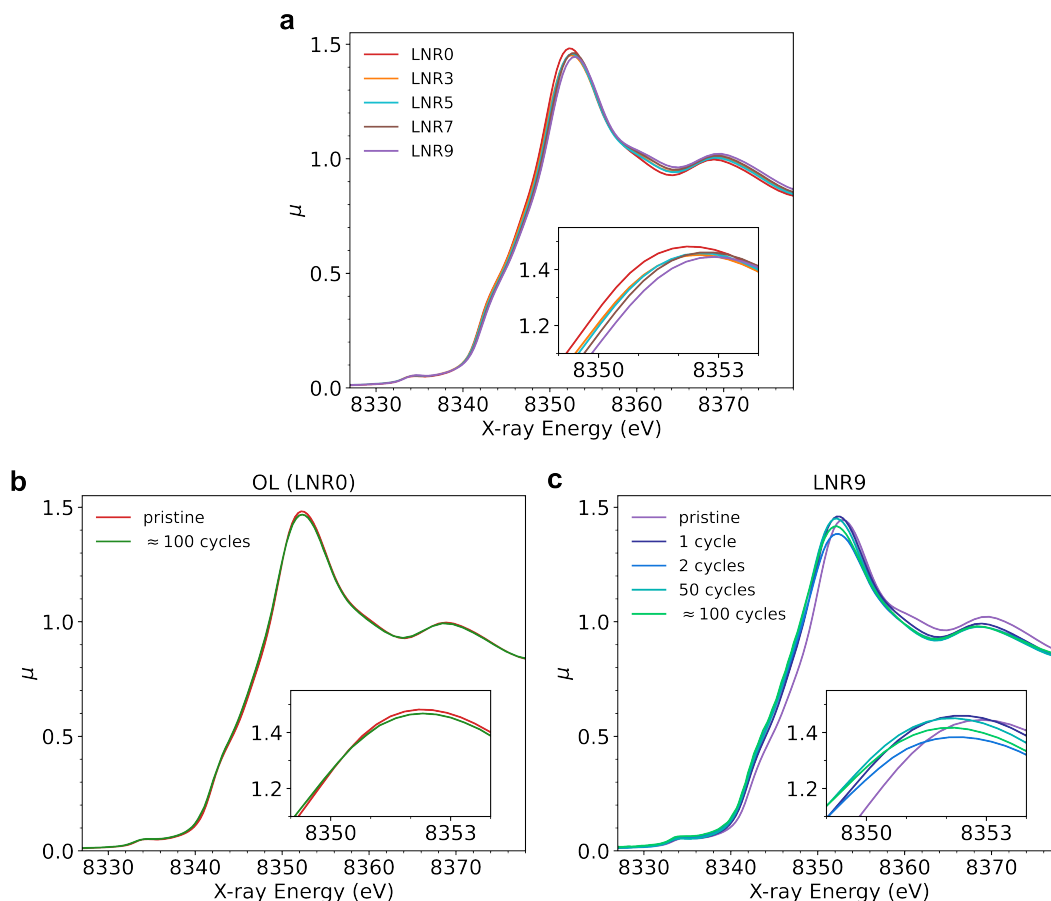 a
1.5
1.0
0.5
0.0
μ
LNR0
LNR3
LNR5
LNR7
LNR9
1.4
1.2
8350 8353
8330 8340 8350 8360 8370
X-ray Energy (eV)
b
OL (LNR0)
1.5
1.0
0.5
0.0
μ
pristine
≈ 100 cycles
1.4
1.2
8350 8353
8330 8340 8350 8360 8370
X-ray Energy (eV)
c
LNR9
1.5
1.0
0.5
0.0
μ
pristine
1 cycle
2 cycles
50 cycles
≈ 100 cycles
1.4
1.2
8350 8353
8330 8340 8350 8360 8370
X-ray Energy (eV)